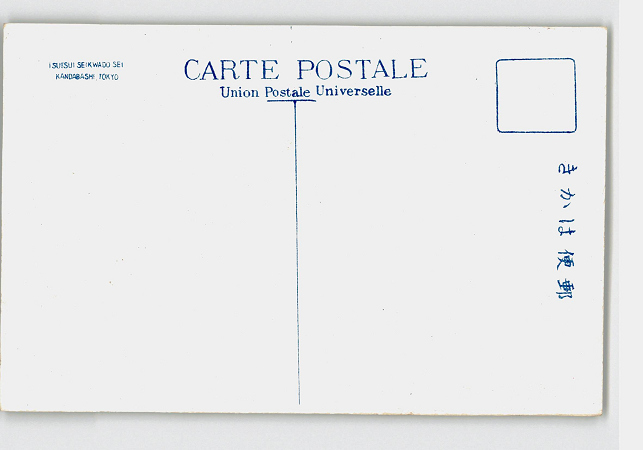 TSUTSUI SEIKWADO SEI
KANDABASHI TOKYO
CARTE POSTALE
Union Postale Universelle
きかは便郵